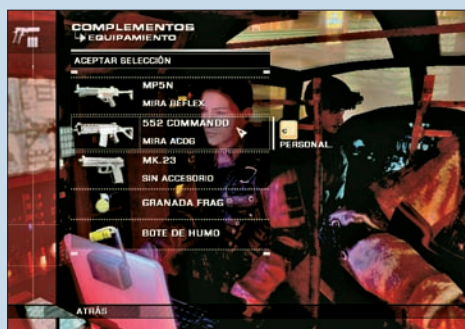 COMPLEMENTOS
EQUIPAMIENTO
ACEPTAR SELECCIÓN
MP5N
MIRA REFLEX
552 COMMANDO
MIRA ACOG
PERSONAL
MK.23
SIN ACCESORIO
GRANADA FRAG
BOTE DE HUMO
ATRÁS